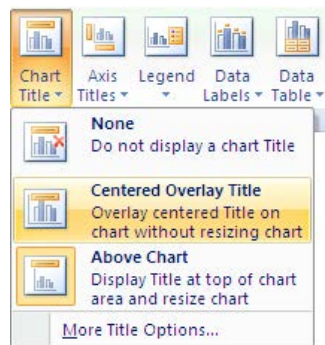 Chart Axis Legend Data Data
Title Titles Labels Table
None
Do not display a chart Title
Centered Overlay Title
Overlay centered Title on
chart without resizing chart
Above Chart
Display Title at top of chart
area and resize chart
More Title Options...